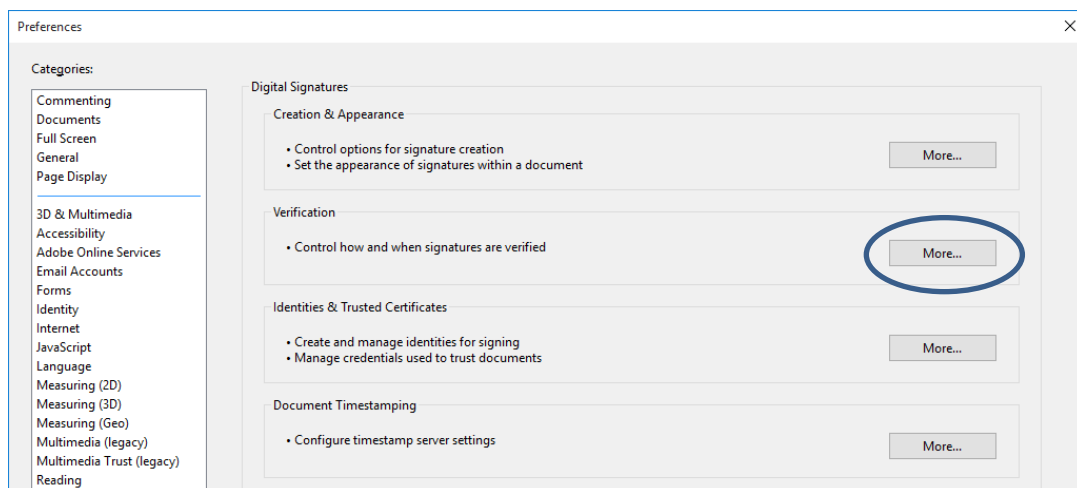 Preferences
Categories:
Commenting
Documents
Full Screen
General
Page Display
3D & Multimedia
Accessibility
Adobe Online Services
Email Accounts
Forms
Identity
Internet
JavaScript
Language
Measuring (2D)
Measuring (3D)
Measuring (Geo)
Multimedia (legacy)
Multimedia Trust (legacy)
Reading
Digital Signatures
Creation & Appearance
• Control options for signature creation
• Set the appearance of signatures within a document
More...
Verification
• Control how and when signatures are verified
More...
Identities & Trusted Certificates
• Create and manage identities for signing
• Manage credentials used to trust documents
More...
Document Timestamping
• Configure timestamp server settings
More...